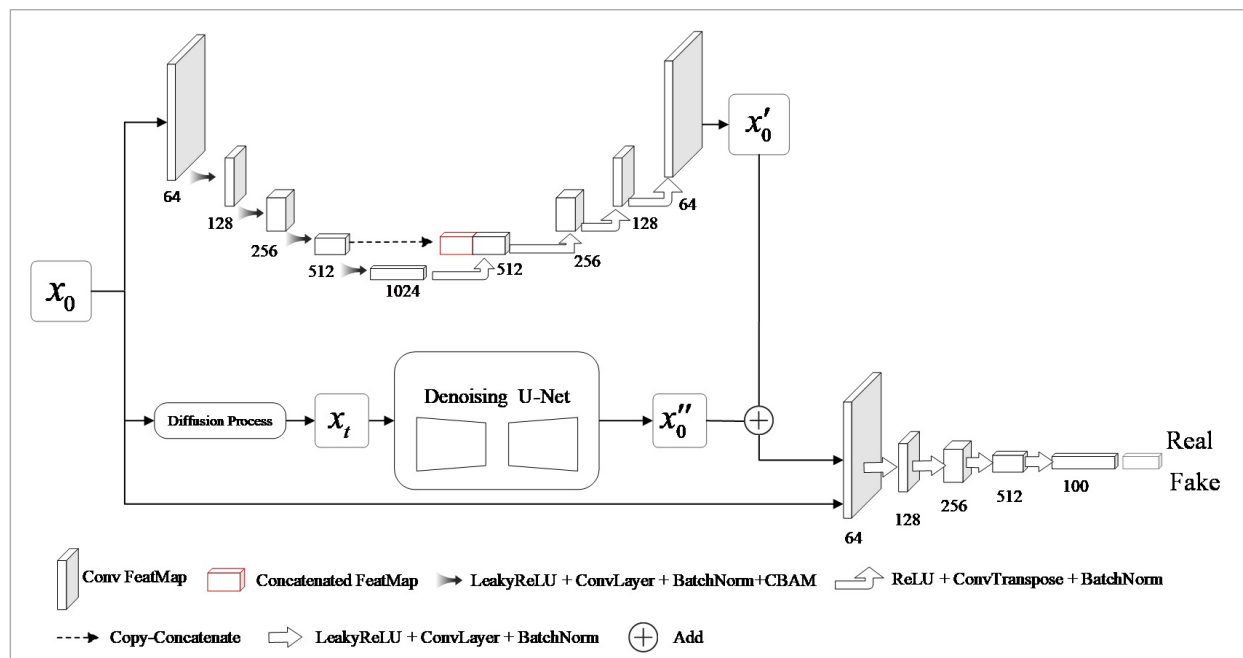 64
128
256
512
1024
512
256
128
64
x₀′
x₀
Diffusion Process
xₜ
Denoising U-Net
x₀″
+
64
128
256
512
100
Real
Fake
Conv FeatMap
Concatenated FeatMap
LeakyReLU + ConvLayer + BatchNorm+CBAM
ReLU + ConvTranspose + BatchNorm
Copy-Concatenate
LeakyReLU + ConvLayer + BatchNorm
+
Add